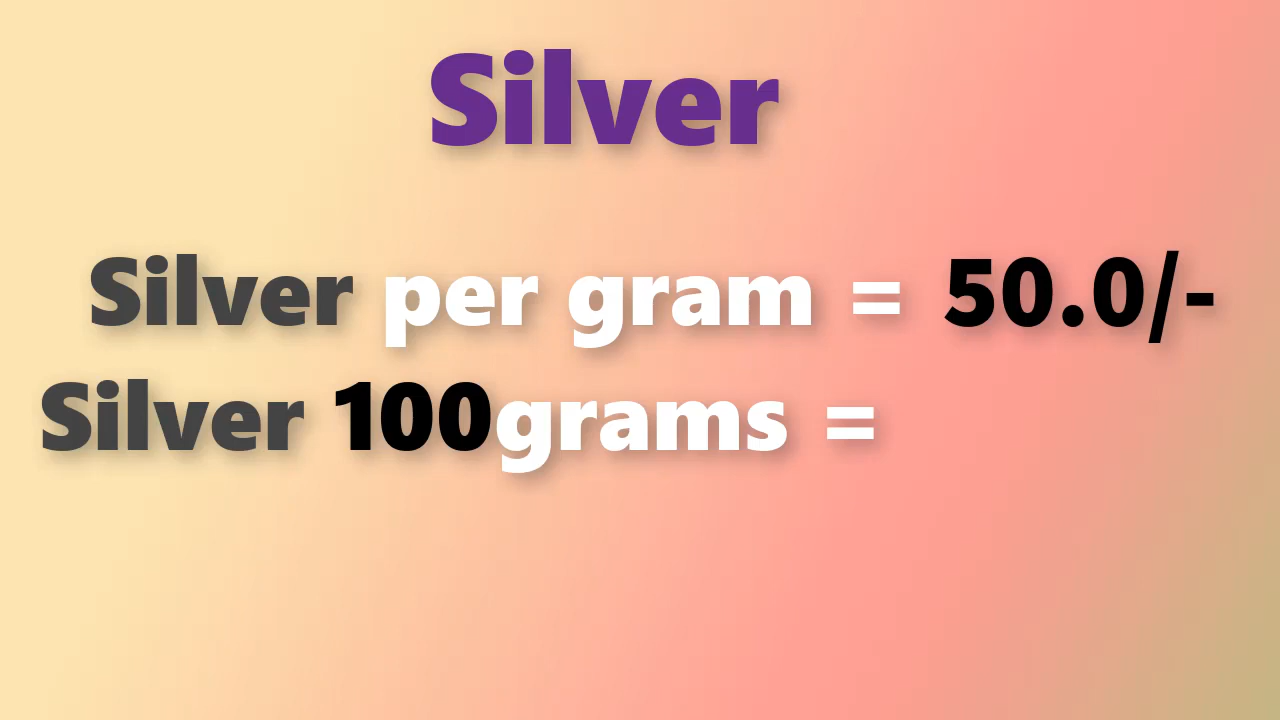 Silver
Silver per gram = 50.0/-
Silver 100grams =